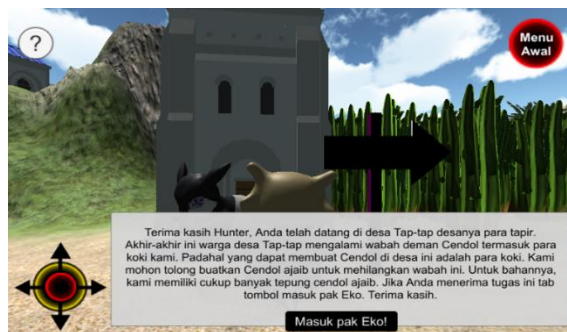 ?
Menu
Awal
Terima kasih Hunter, Anda telah datang di desa Tap-tap desanya para tapir.
Akhir-akhir ini warga desa Tap-tap mengalami wabah deman Cendol termasuk para
koki kami. Padahal yang dapat membuat Cendol di desa ini adalah para koki. Kami
mohon tolong buatkan Cendol ajaib untuk mehilangkan wabah ini. Untuk bahannya,
kami memiliki cukup banyak tepung cendol ajaib. Jika Anda menerima tugas ini tab
tombol masuk pak Eko. Terima kasih.
Masuk pak Eko!